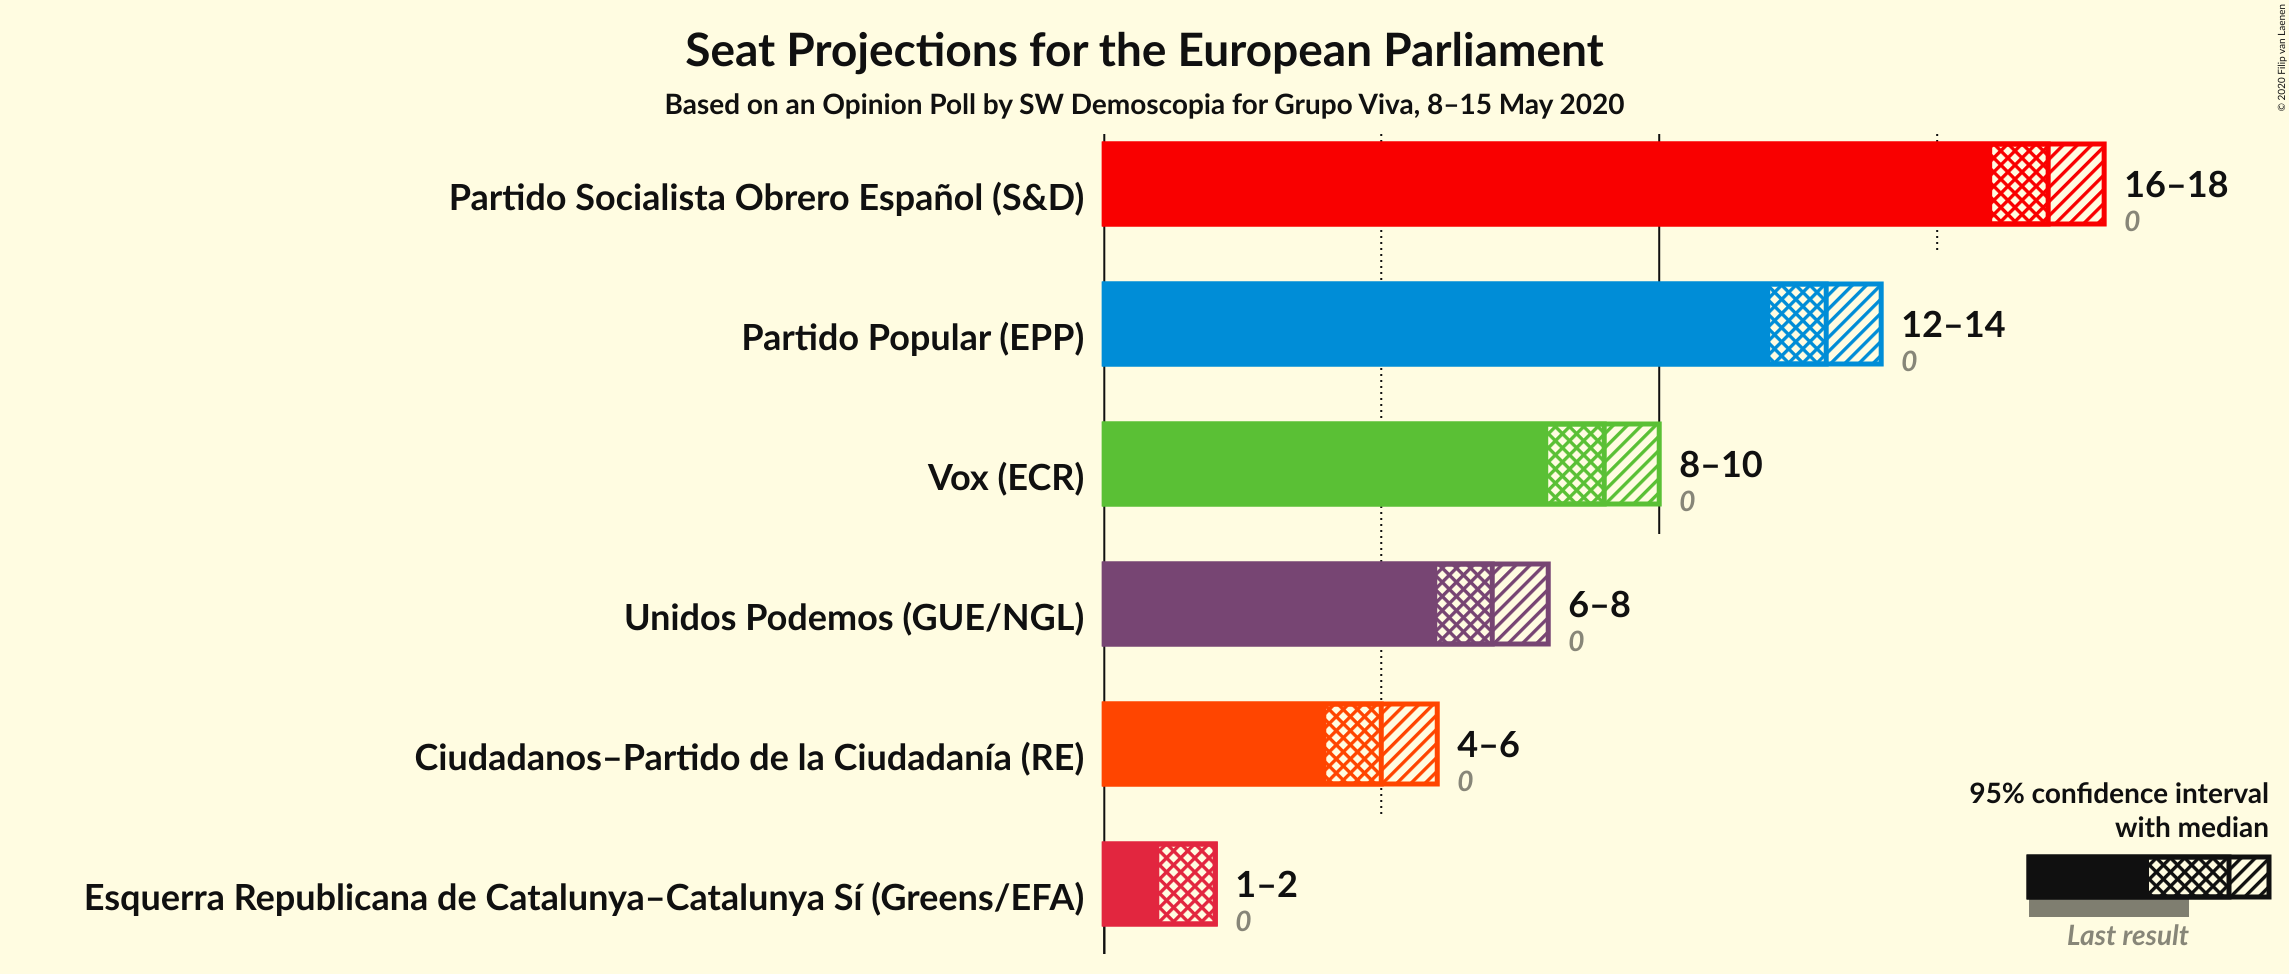 Seat Projections for the European Parliament
Based on an Opinion Poll by SW Demoscopia for Grupo Viva, 8–15 May 2020
© 2020 Filip van Laenen
Partido Socialista Obrero Español (S&D)
16–18
0
Partido Popular (EPP)
12–14
0
Vox (ECR)
8–10
0
Unidos Podemos (GUE/NGL)
6–8
0
Ciudadanos–Partido de la Ciudadanía (RE)
4–6
0
Esquerra Republicana de Catalunya–Catalunya Sí (Greens/EFA)
1–2
0
95% confidence interval
with median
Last result